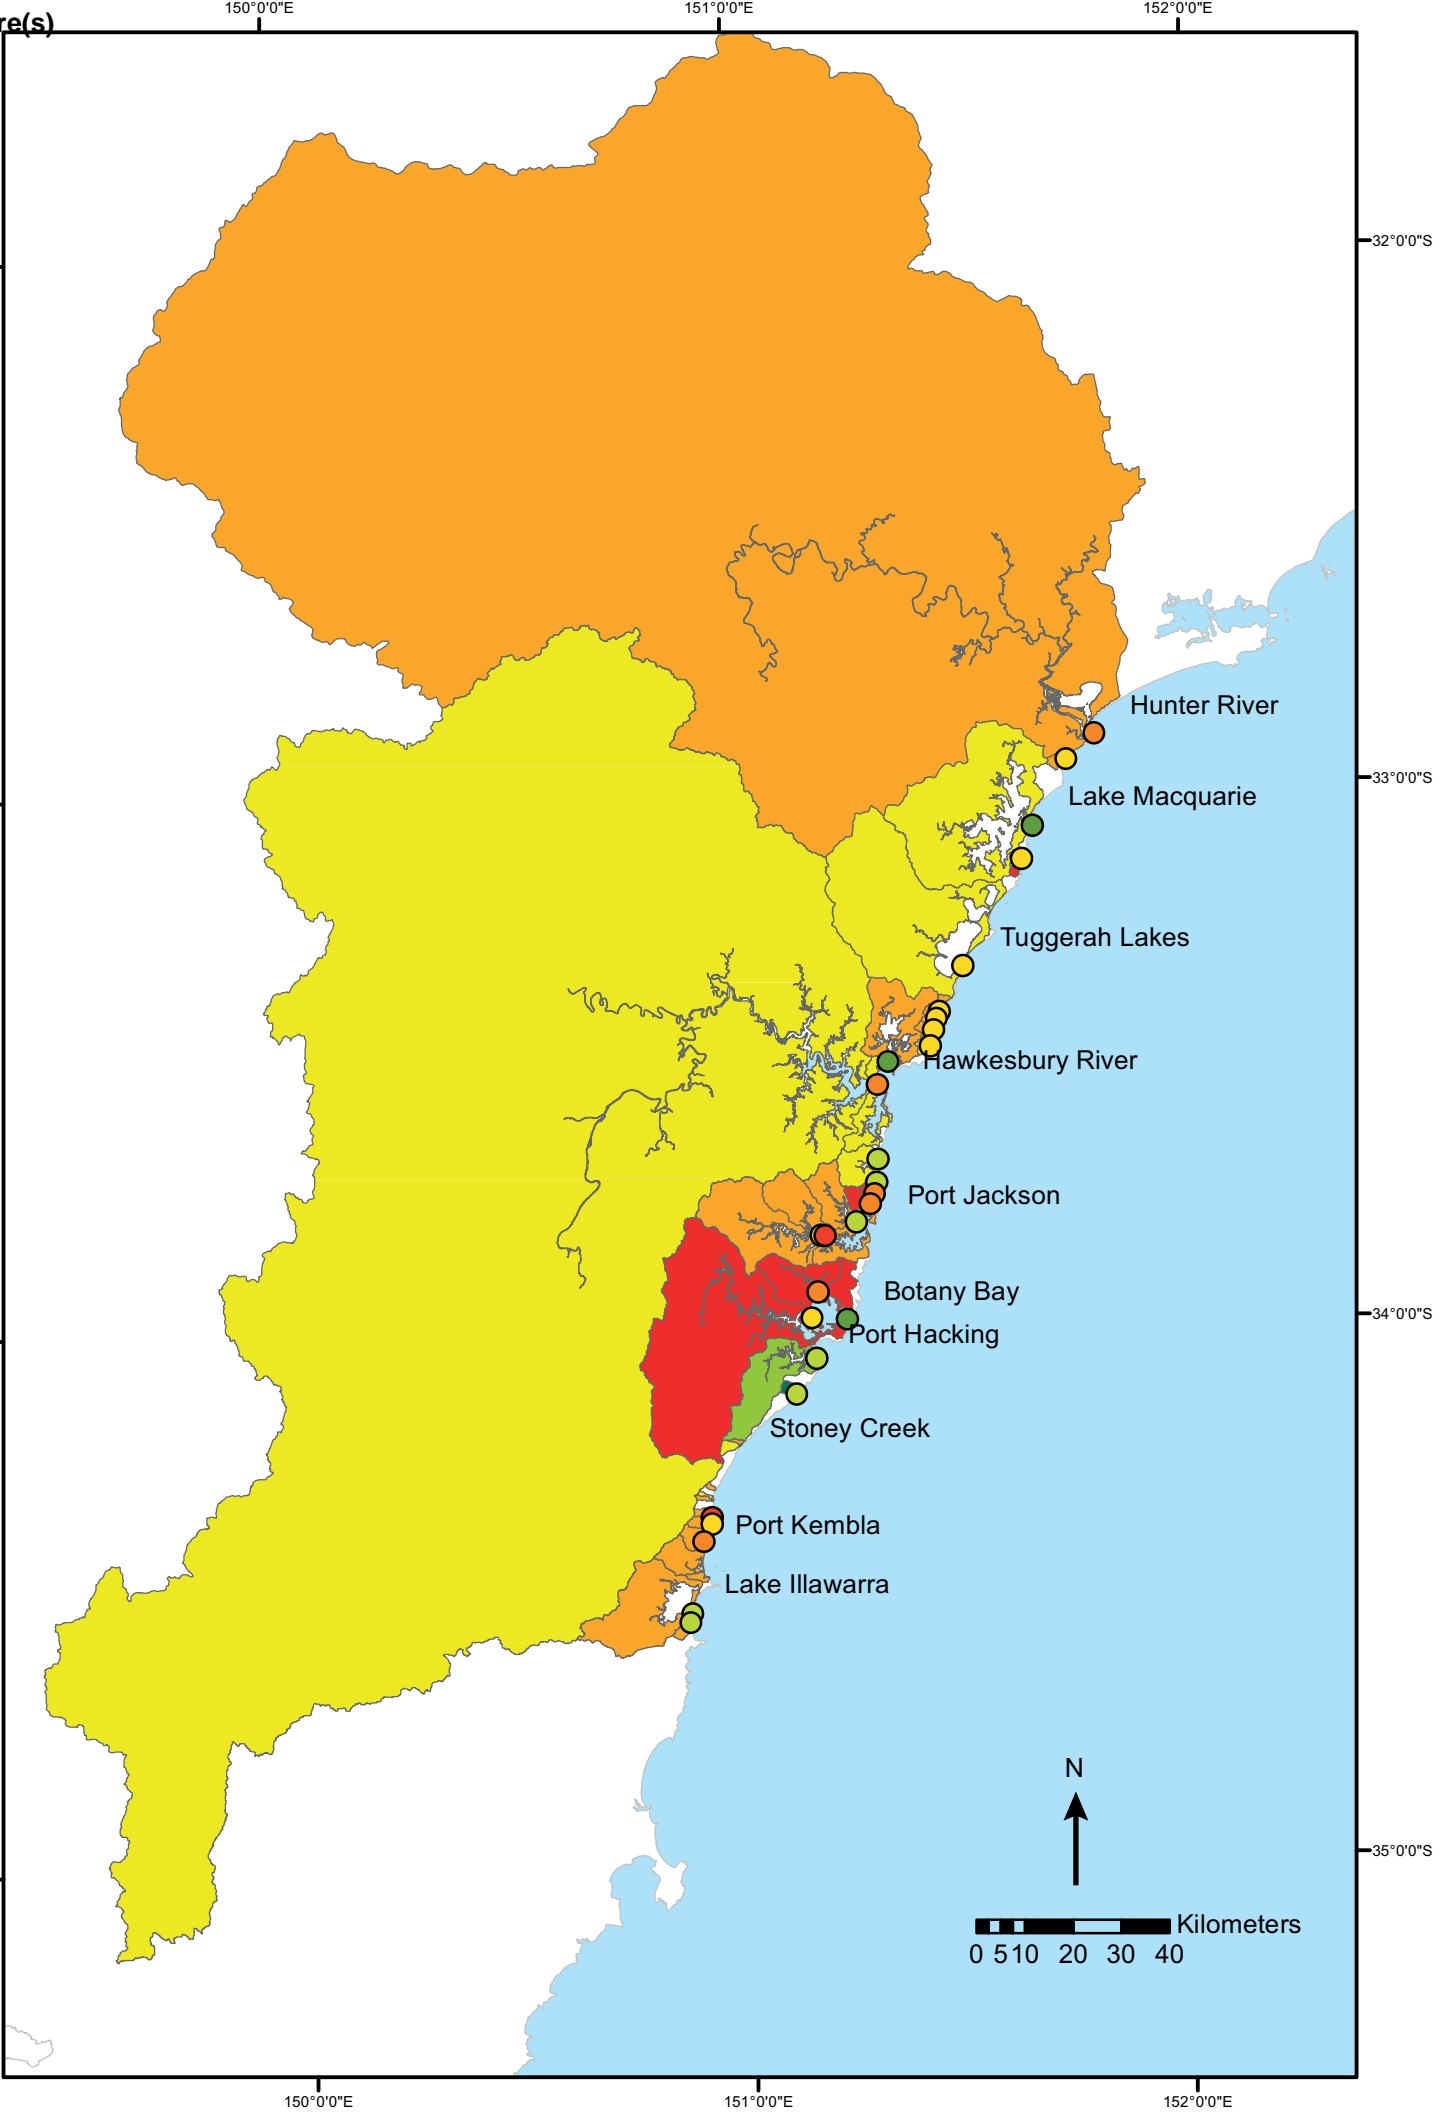 150°0'0"E 151°0'0"E 152°0'0"E
re(s)
32°0'0"S
Hunter River
33°0'0"S
Lake Macquarie
Tuggerah Lakes
Hawkesbury River
Port Jackson
Botany Bay
34°0'0"S
Port Hacking
Stoney Creek
Port Kembla
Lake Illawarra
N
35°0'0"S
Kilometers
0 5 10 20 30 40
150°0'0"E 151°0'0"E 152°0'0"E